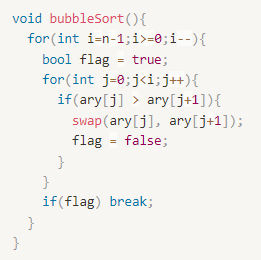 void bubbleSort(){
  for(int i=n-1;i>=0;i--){
    bool flag = true;
    for(int j=0;j<i;j++){
      if(ary[j] > ary[j+1]){
        swap(ary[j], ary[j+1]);
        flag = false;
      }
    }
    if(flag) break;
  }
}